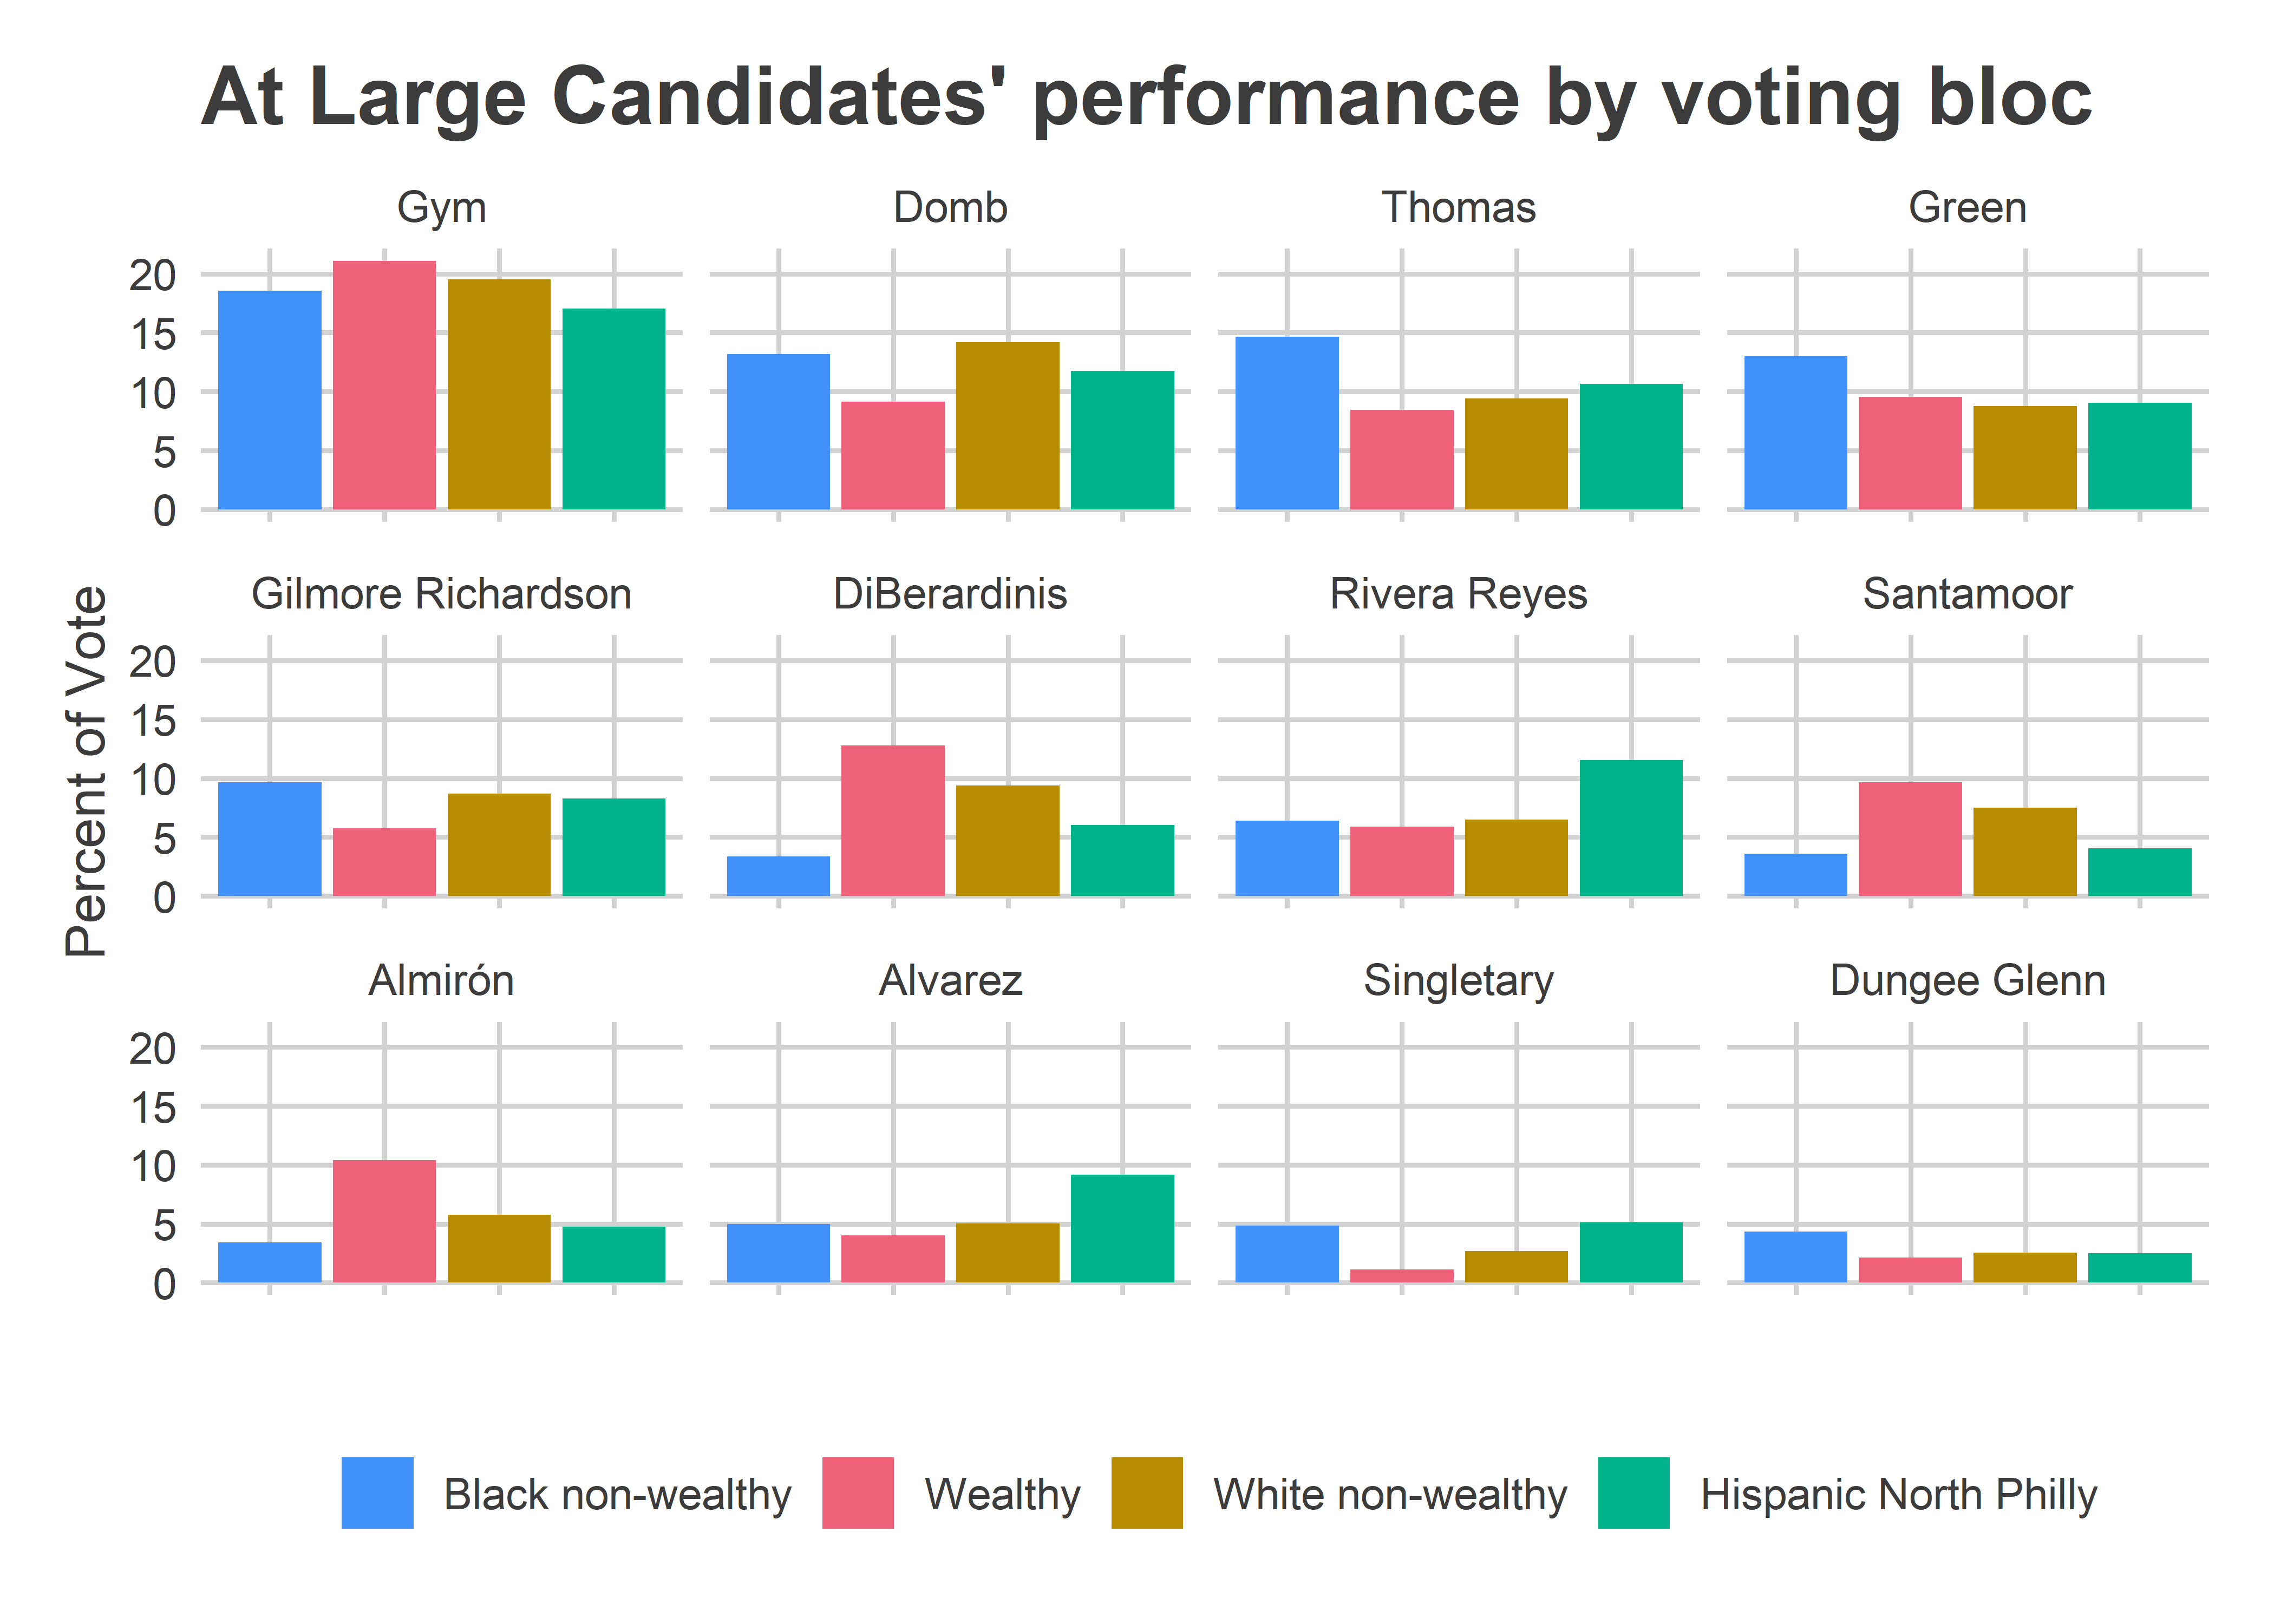 At Large Candidates' performance by voting bloc
Gym
Domb
Thomas
Green
20
15
10
5
0
Gilmore Richardson
DiBerardinis
Rivera Reyes
Santamoor
20
15
10
5
0
Almirón
Alvarez
Singletary
Dungee Glenn
20
15
10
5
0
Percent of Vote
Black non-wealthy
Wealthy
White non-wealthy
Hispanic North Philly